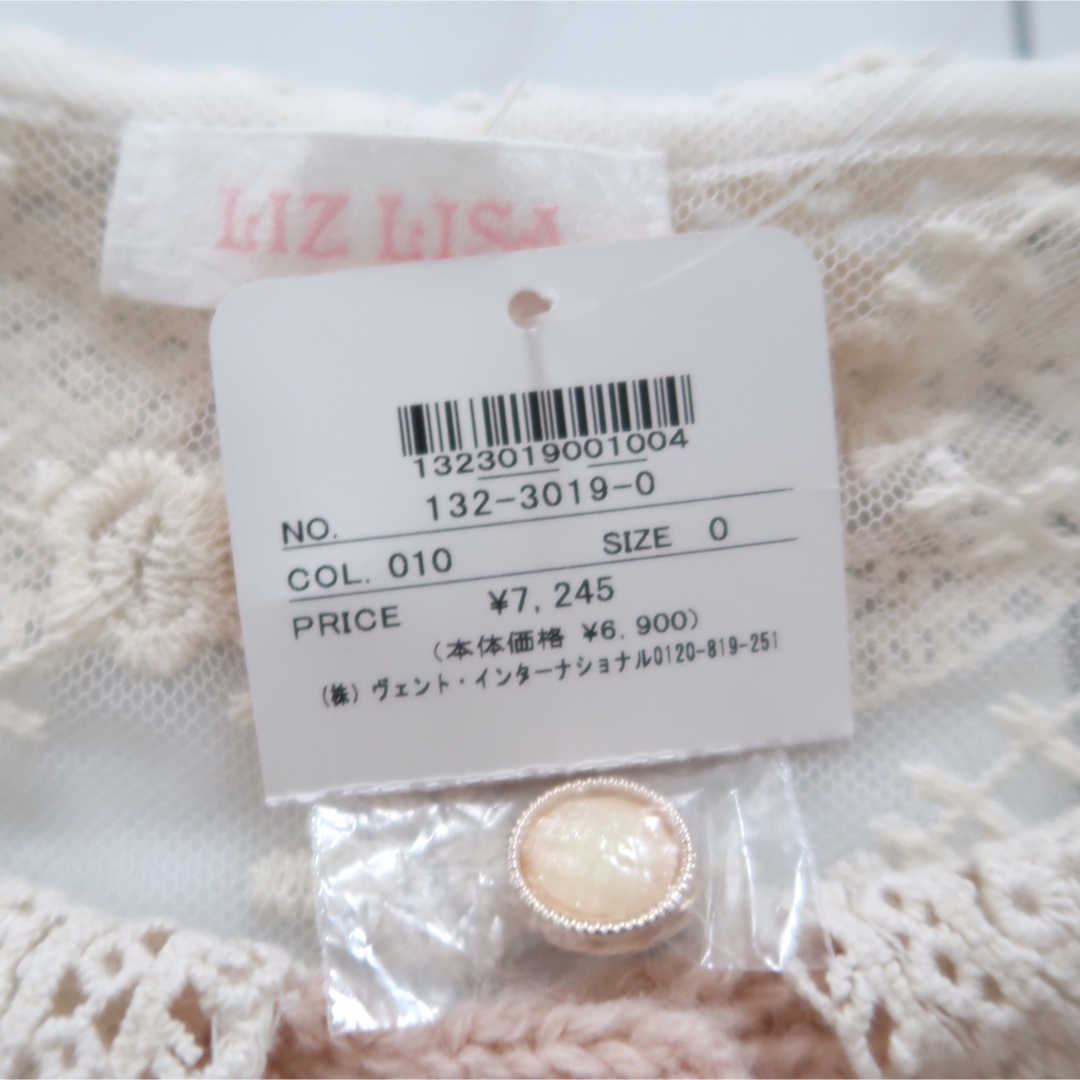 LIZ LISA
1323019001004
NO. 132-3019-0
COL. 010 SIZE 0
PRICE ¥7,245
(本体価格 ¥6,900)
(株)ヴェント・インターナショナル0120-819-251